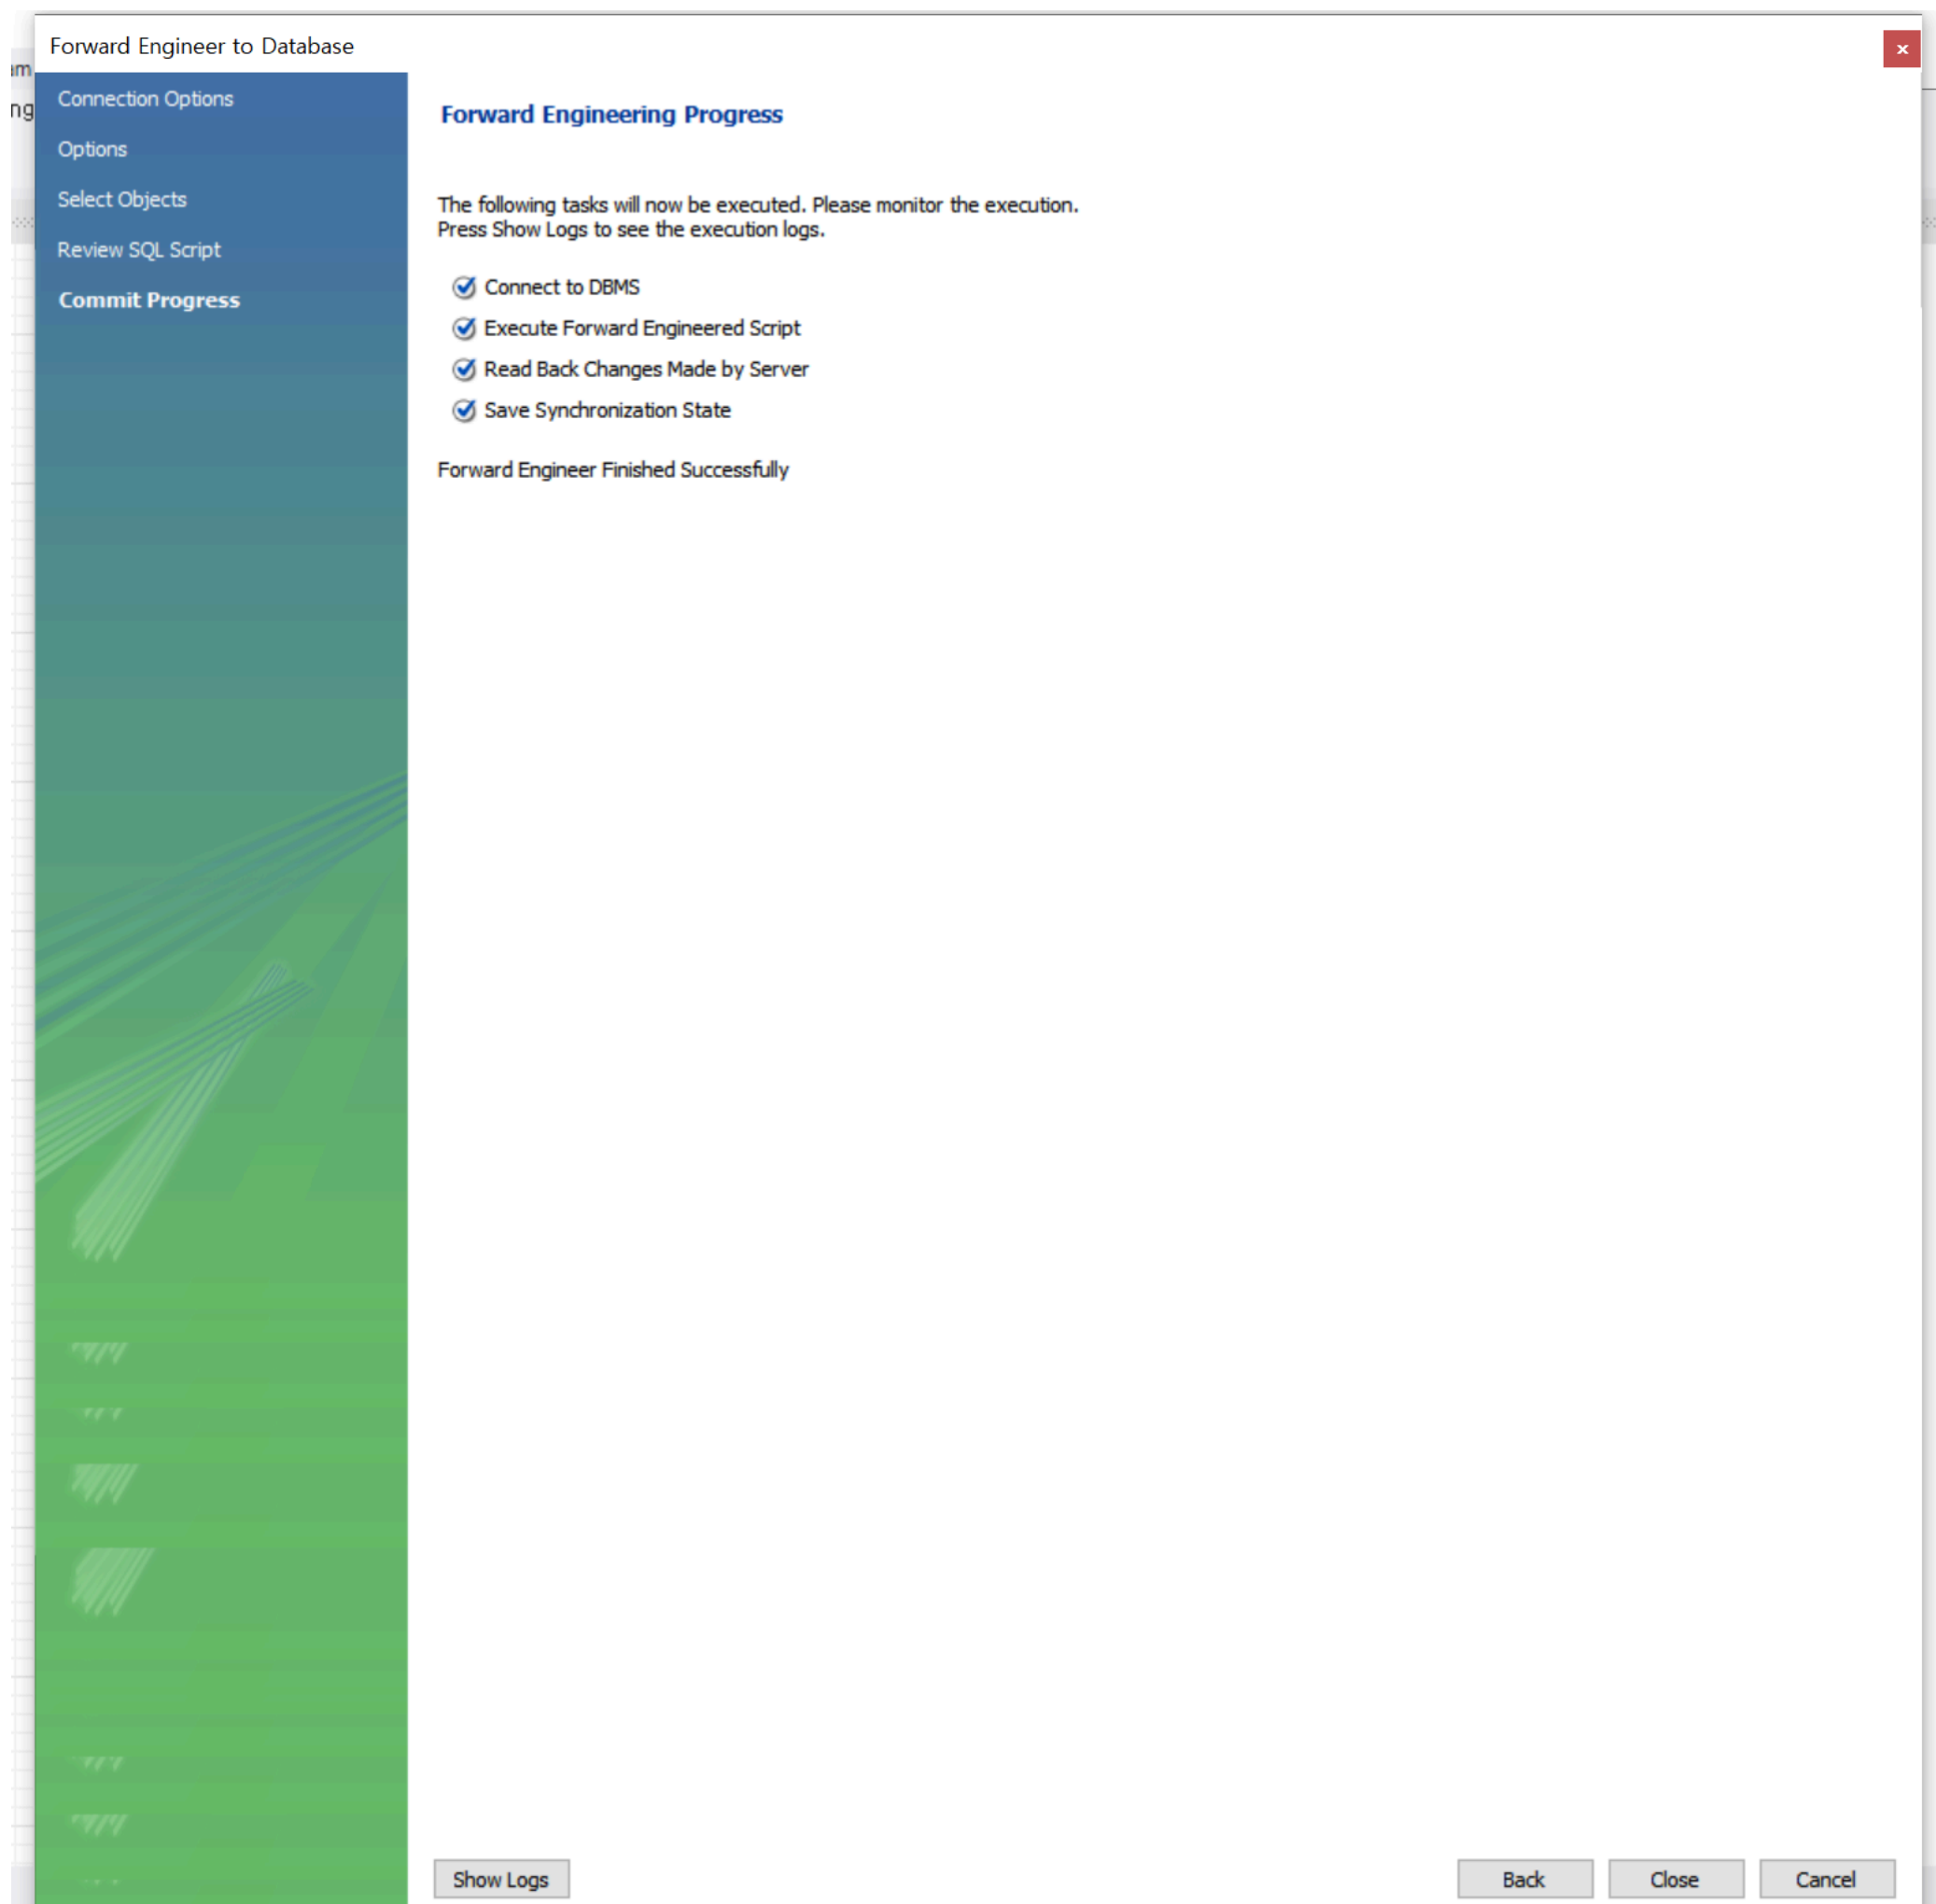 Forward Engineer to Database
Connection Options
Options
Select Objects
Review SQL Script
Commit Progress
Forward Engineering Progress
The following tasks will now be executed. Please monitor the execution.
Press Show Logs to see the execution logs.
Connect to DBMS
Execute Forward Engineered Script
Read Back Changes Made by Server
Save Synchronization State
Forward Engineer Finished Successfully
Show Logs
Back
Close
Cancel